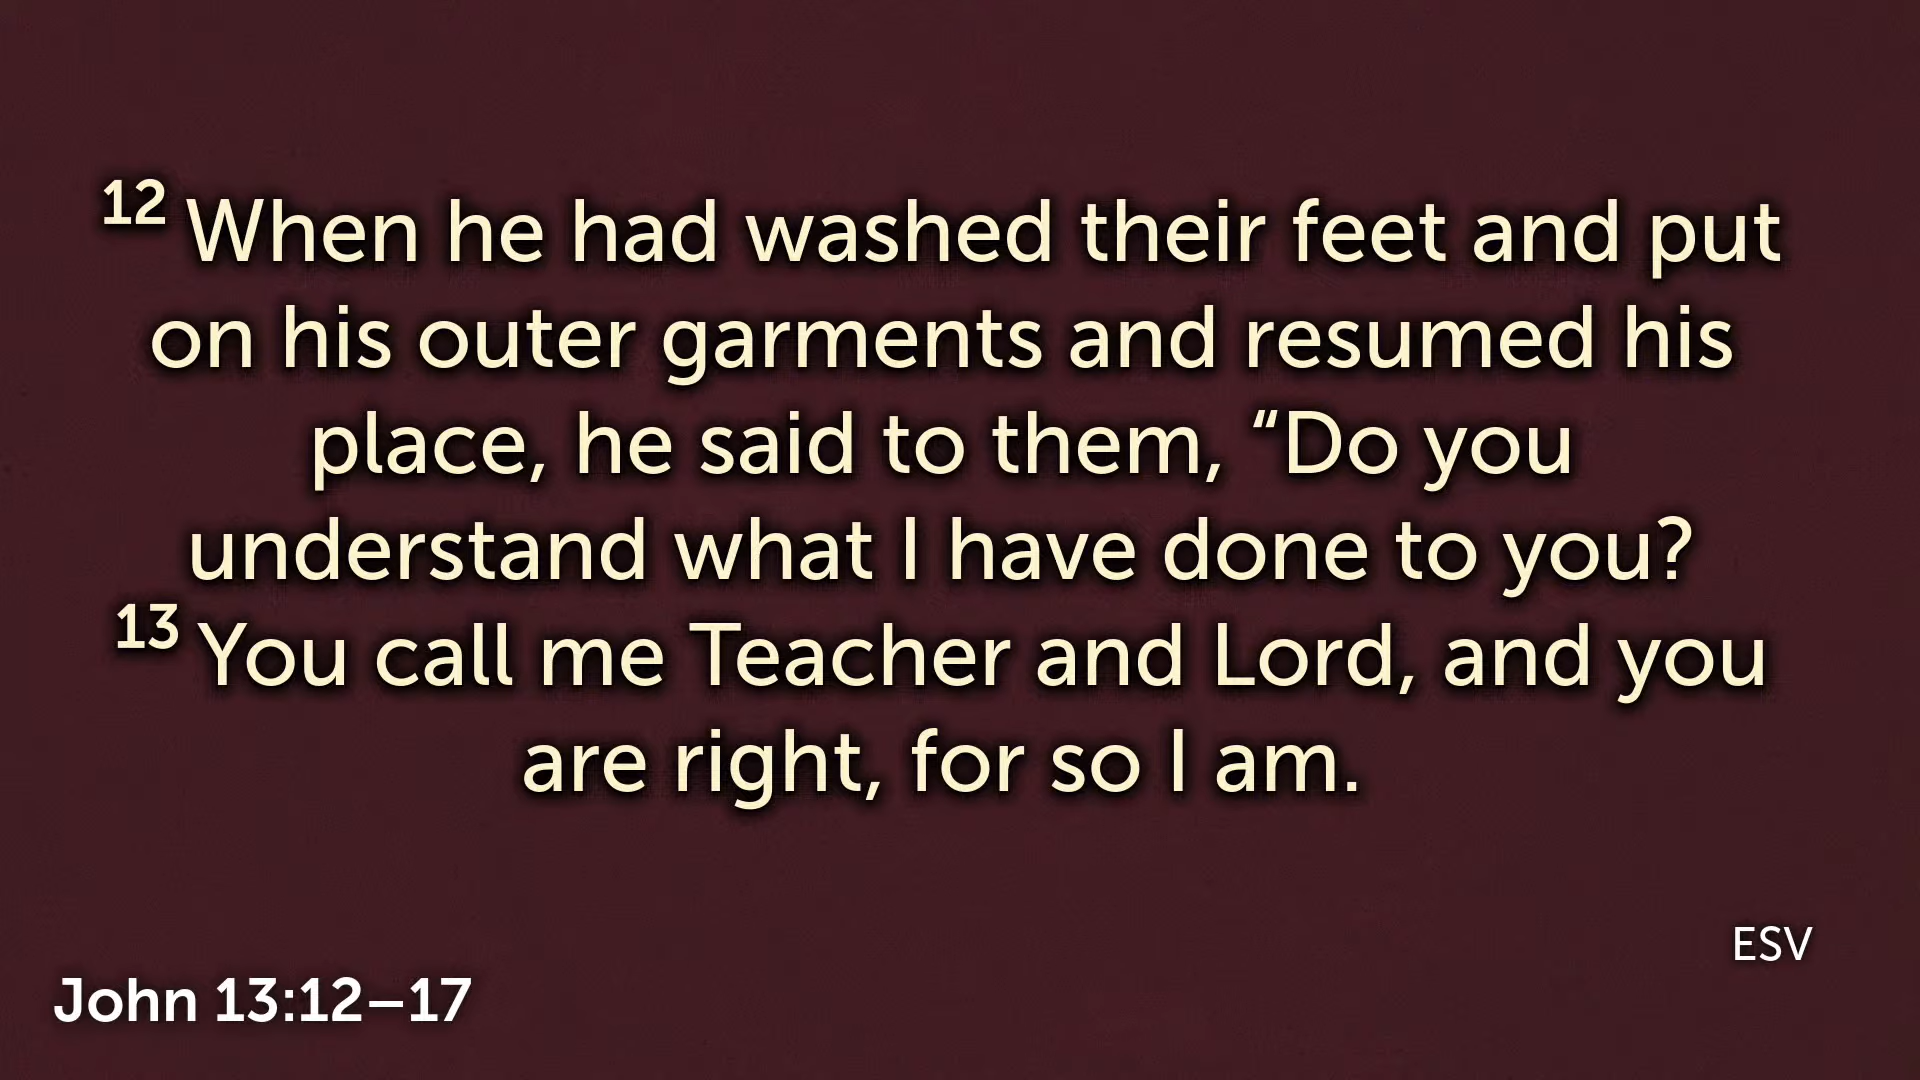 12 When he had washed their feet and put
on his outer garments and resumed his
place, he said to them, “Do you
understand what I have done to you?
13 You call me Teacher and Lord, and you
are right, for so I am.
ESV
John 13:12–17